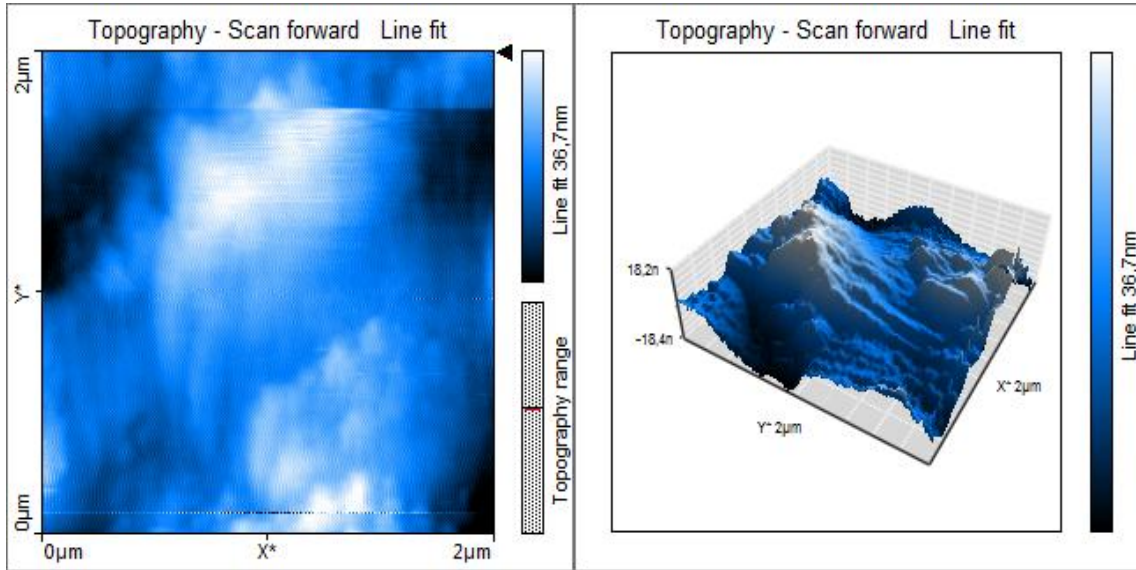 Topography - Scan forward Line fit
2µm
Y*
0µm
0µm
X*
2µm
Line fit 36,7nm
Topography range
Topography - Scan forward Line fit
18,2n
-18,4n
Y* 2µm
X* 2µm
Line fit 36,7nm